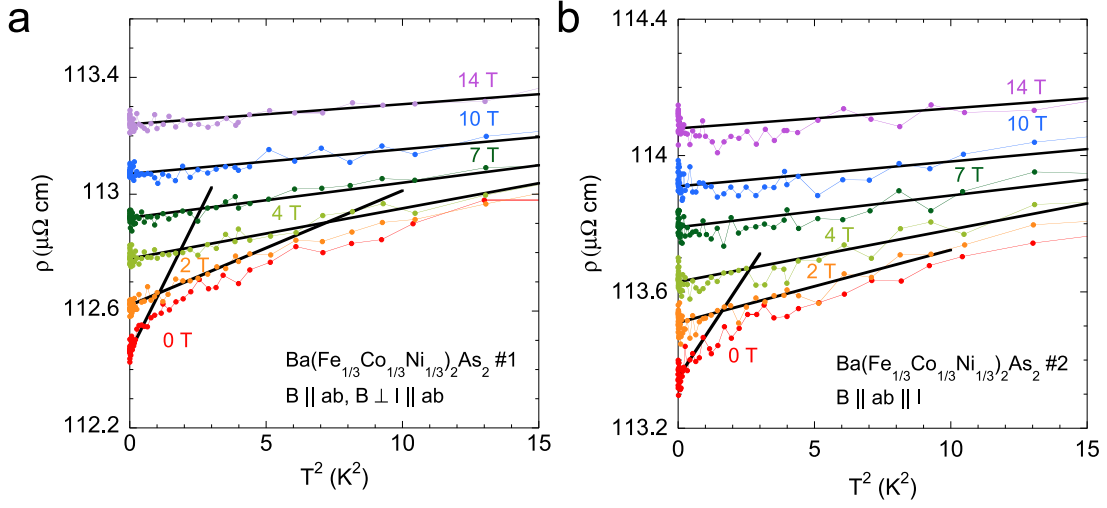 a
ρ (μΩ cm)
113.4
113
112.6
112.2
14 T
10 T
7 T
4 T
2 T
0 T
Ba(Fe1/3Co1/3Ni1/3)2As2 #1
B || ab, B ⊥ I || ab
0 5 10 15
T2 (K2)
b
ρ (μΩ cm)
114.4
114
113.6
113.2
14 T
10 T
7 T
4 T
2 T
0 T
Ba(Fe1/3Co1/3Ni1/3)2As2 #2
B || ab || I
0 5 10 15
T2 (K2)